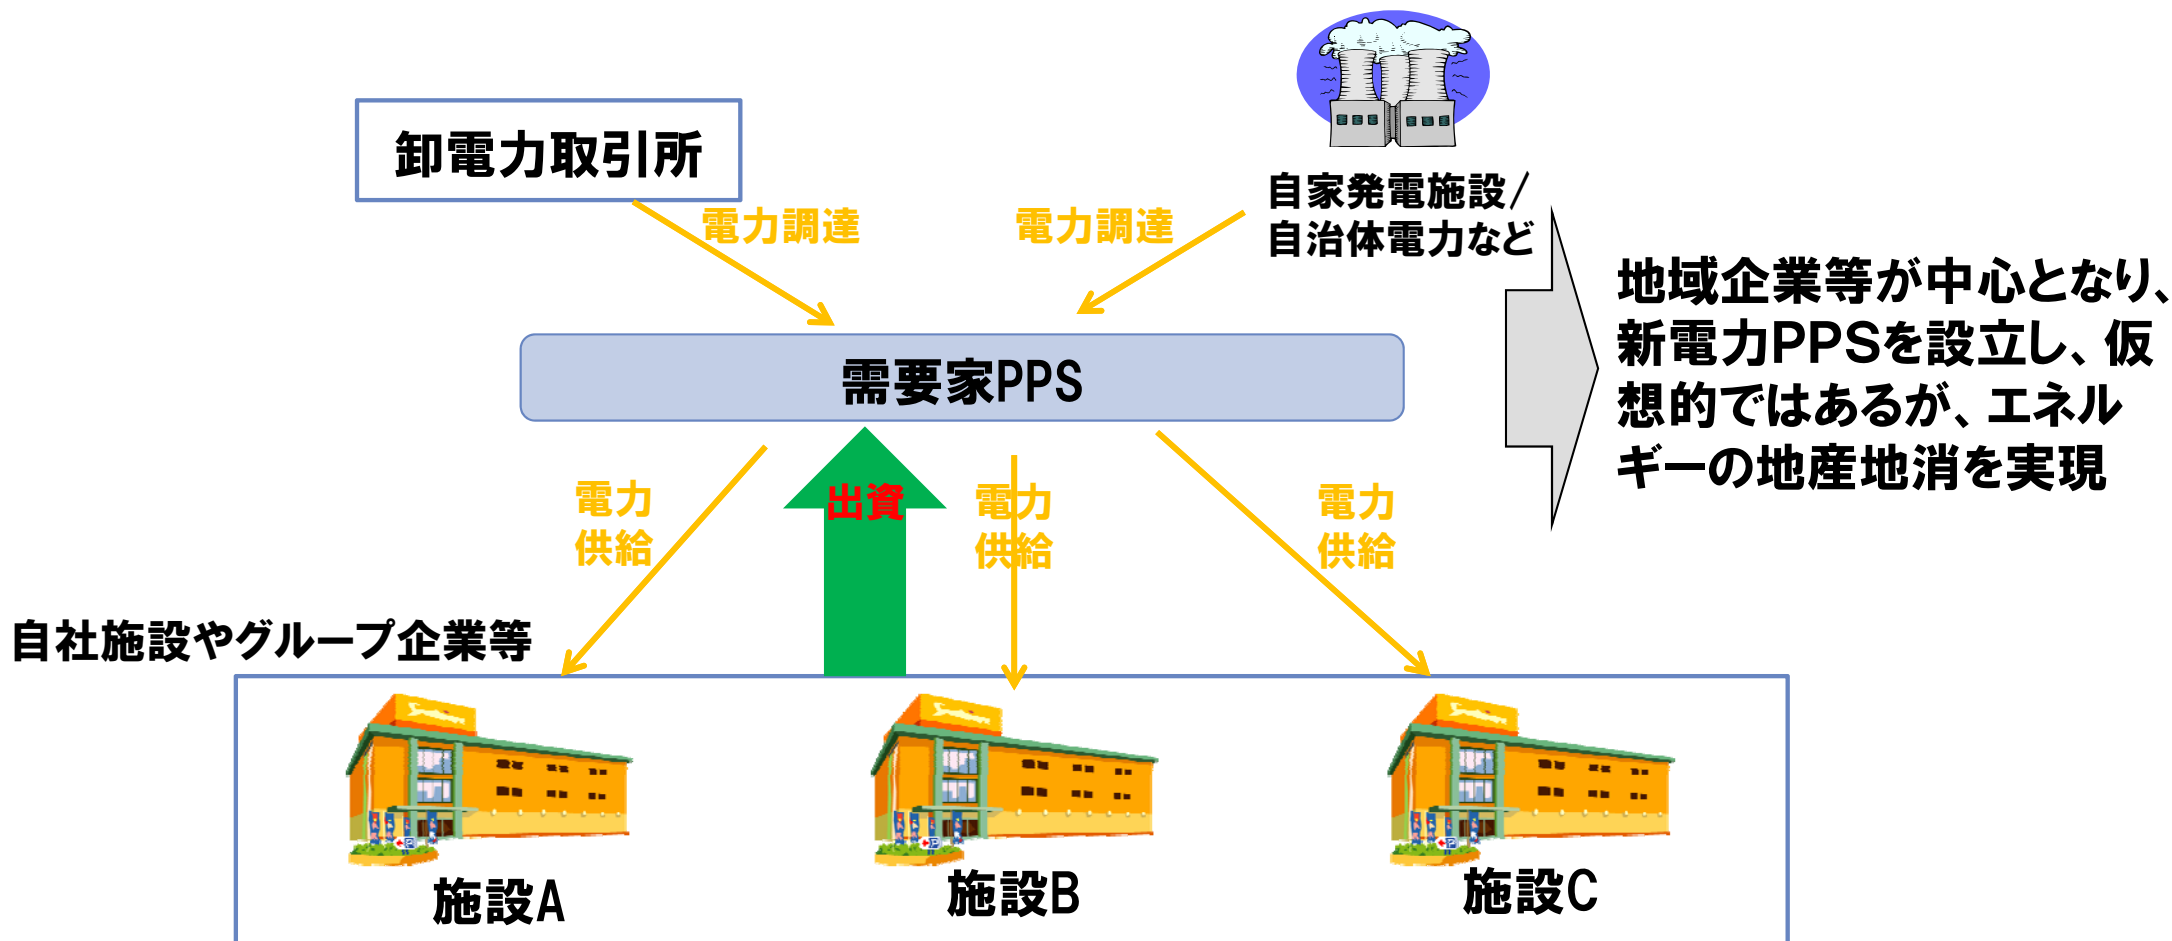 卸電力取引所
自家発電施設/
自治体電力など
電力調達
電力調達
地域企業等が中心となり、
新電力PPSを設立し、仮
想的ではあるが、エネル
ギーの地産地消を実現
需要家PPS
電力
供給
出資
電力
供給
電力
供給
自社施設やグループ企業等
施設A
施設B
施設C